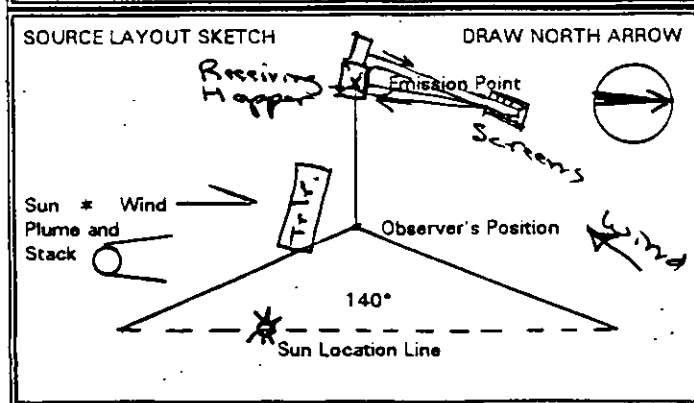 SOURCE LAYOUT SKETCH
DRAW NORTH ARROW
Receiving
Hopper
X
Emission Point
Screens
Sun * Wind
Plume and
Stack
Trlr.
Observer's Position
Wind
140°
Sun Location Line